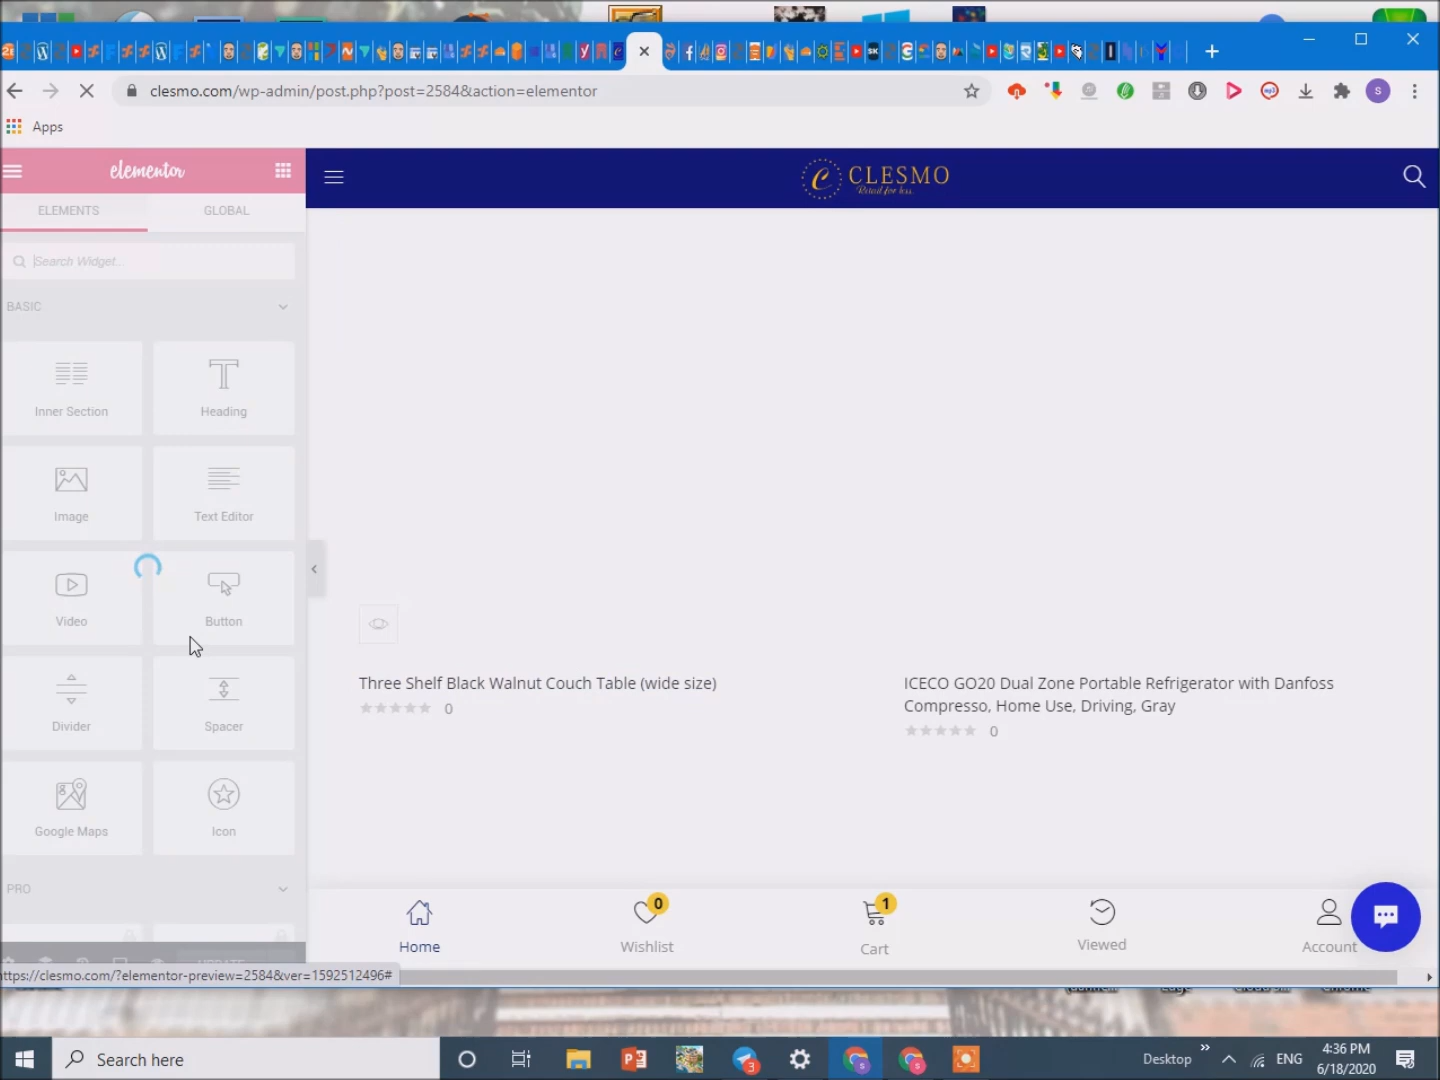 clesmo.com/wp-admin/post.php?post=2584&action=elementor
Apps
elementor
ELEMENTS
GLOBAL
Search Widget...
BASIC
Inner Section
Heading
Image
Text Editor
Video
Button
Divider
Spacer
Google Maps
Icon
PRO
CLESMO
Retail for less.
Three Shelf Black Walnut Couch Table (wide size)
0
ICECO GO20 Dual Zone Portable Refrigerator with Danfoss
Compresso, Home Use, Driving, Gray
0
0
1
Home
Wishlist
Cart
Viewed
Account
https://clesmo.com/?elementor-preview=2584&ver=1592512496#
Search here
3
Desktop
ENG
4:36 PM
6/18/2020